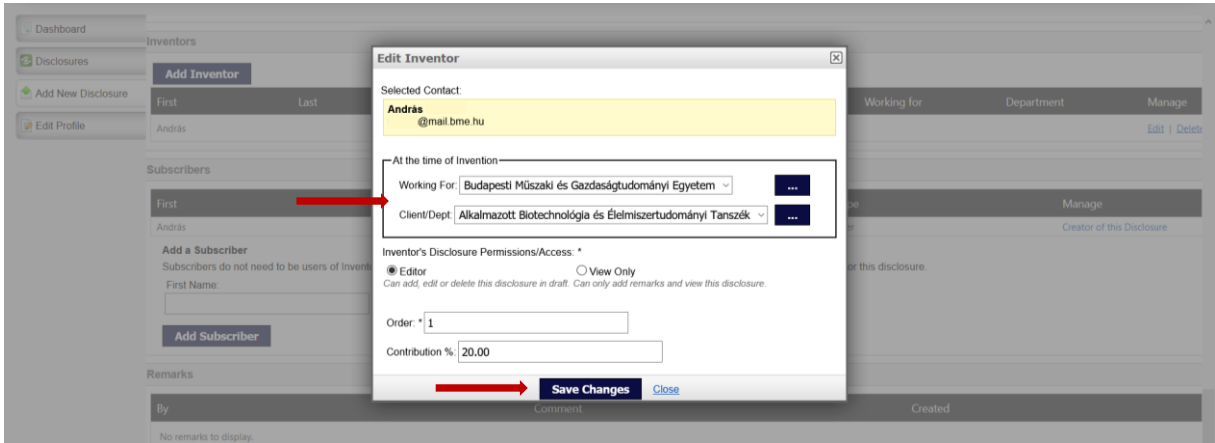 Dashboard
Disclosures
Add New Disclosure
Edit Profile
Inventors
Add Inventor
First Last Working for Department Manage
András Edit | Delete
Subscribers
First Manage
András Creator of this Disclosure
Add a Subscriber
Subscribers do not need to be users of or this disclosure.
First Name:
Add Subscriber
Remarks
By Comment Created
No remarks to display.
Edit Inventor
Selected Contact:
András
@mail.bme.hu
At the time of Invention
Working For: Budapesti Műszaki és Gazdaságtudományi Egyetem ...
Client/Dept: Alkalmazott Biotechnológia és Élelmiszertudományi Tanszék ...
Inventor's Disclosure Permissions/Access: *
Editor View Only
Can add, edit or delete this disclosure in draft. Can only add remarks and view this disclosure.
Order: * 1
Contribution %: 20.00
Save Changes Close